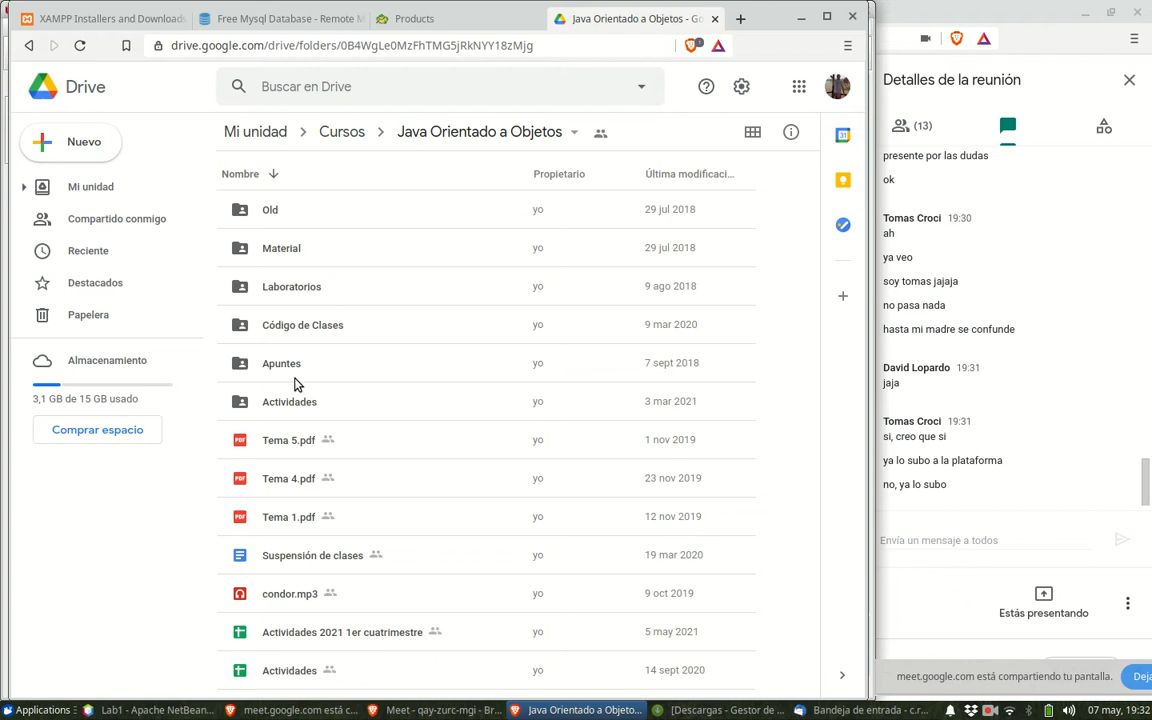 XAMPP Installers and Downloads
Free Mysql Database - Remote M
Products
Java Orientado a Objetos - Go
drive.google.com/drive/folders/0B4WgLe0MzFhTMG5jRkNYY18zMjg
1
Drive
Buscar en Drive
Nuevo
Mi unidad
Compartido conmigo
Reciente
Destacados
Papelera
Almacenamiento
3,1 GB de 15 GB usado
Comprar espacio
Mi unidad
Cursos
Java Orientado a Objetos
Nombre Propietario Última modificaci...
Old yo 29 jul 2018
Material yo 29 jul 2018
Laboratorios yo 9 ago 2018
Código de Clases yo 9 mar 2020
Apuntes yo 7 sept 2018
Actividades yo 3 mar 2021
PDF Tema 5.pdf yo 1 nov 2019
PDF Tema 4.pdf yo 23 nov 2019
PDF Tema 1.pdf yo 12 nov 2019
Suspensión de clases yo 19 mar 2020
condor.mp3 yo 9 oct 2019
Actividades 2021 1er cuatrimestre yo 5 may 2021
Actividades yo 14 sept 2020
31
Detalles de la reunión
(13)
presente por las dudas
ok
Tomas Croci 19:30
ah
ya veo
soy tomas jajaja
no pasa nada
hasta mi madre se confunde
David Lopardo 19:31
jaja
Tomas Croci 19:31
si, creo que si
ya lo subo a la plataforma
no, ya lo subo
Envía un mensaje a todos
Estás presentando
meet.google.com está compartiendo tu pantalla.
Deja
Applications
Lab1 - Apache NetBean...
meet.google.com está c...
Meet - qay-zurc-mgi - Br...
Java Orientado a Objeto...
[Descargas - Gestor de ...
Bandeja de entrada - c.r...
07 may, 19:32